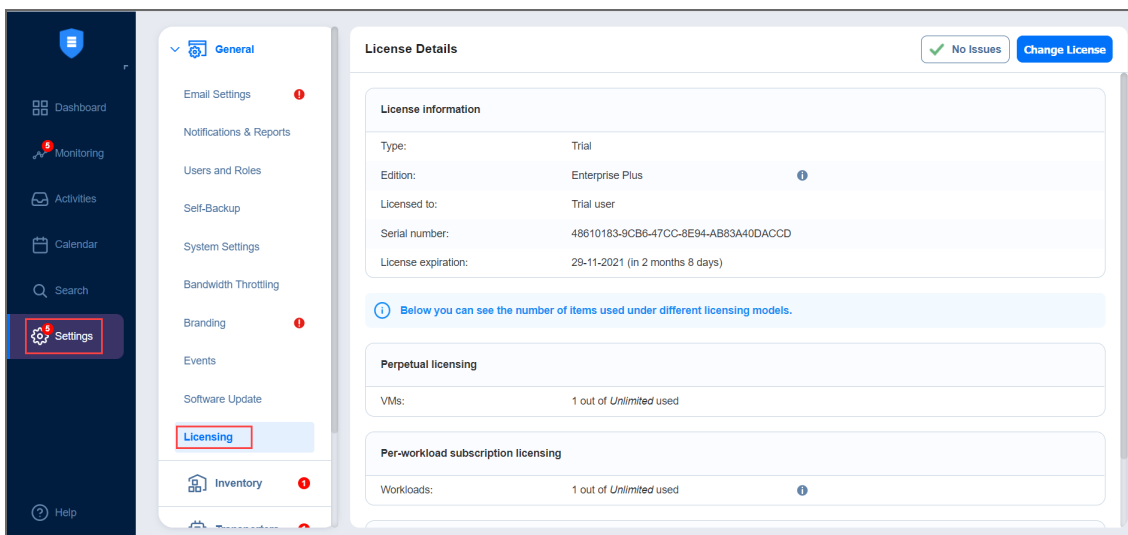 Dashboard
5
Monitoring
Activities
Calendar
Search
5
Settings
Help
General
Email Settings
Notifications & Reports
Users and Roles
Self-Backup
System Settings
Bandwidth Throttling
Branding
Events
Software Update
Licensing
Inventory 1
License Details
No Issues
Change License
License information
Type: Trial
Edition: Enterprise Plus
Licensed to: Trial user
Serial number: 48610183-9CB6-47CC-8E94-AB83A40DACCD
License expiration: 29-11-2021 (in 2 months 8 days)
Below you can see the number of items used under different licensing models.
Perpetual licensing
VMs: 1 out of Unlimited used
Per-workload subscription licensing
Workloads: 1 out of Unlimited used